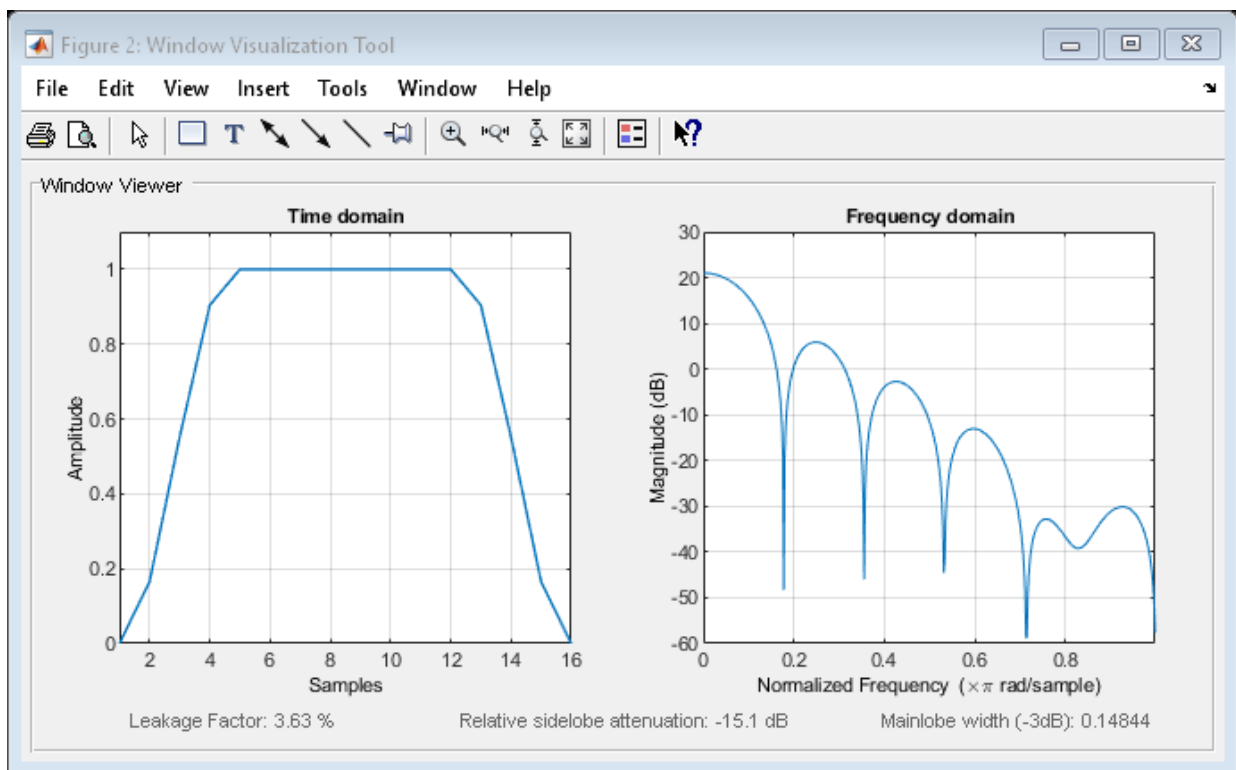 Figure 2: Window Visualization Tool
File Edit View Insert Tools Window Help
T
?
Window Viewer
Time domain
1
0.8
0.6
0.4
0.2
0
Amplitude
2 4 6 8 10 12 14 16
Samples
Frequency domain
30
20
10
0
-10
-20
-30
-40
-50
-60
Magnitude (dB)
0 0.2 0.4 0.6 0.8
Normalized Frequency (×π rad/sample)
Leakage Factor: 3.63 % Relative sidelobe attenuation: -15.1 dB Mainlobe width (-3dB): 0.14844